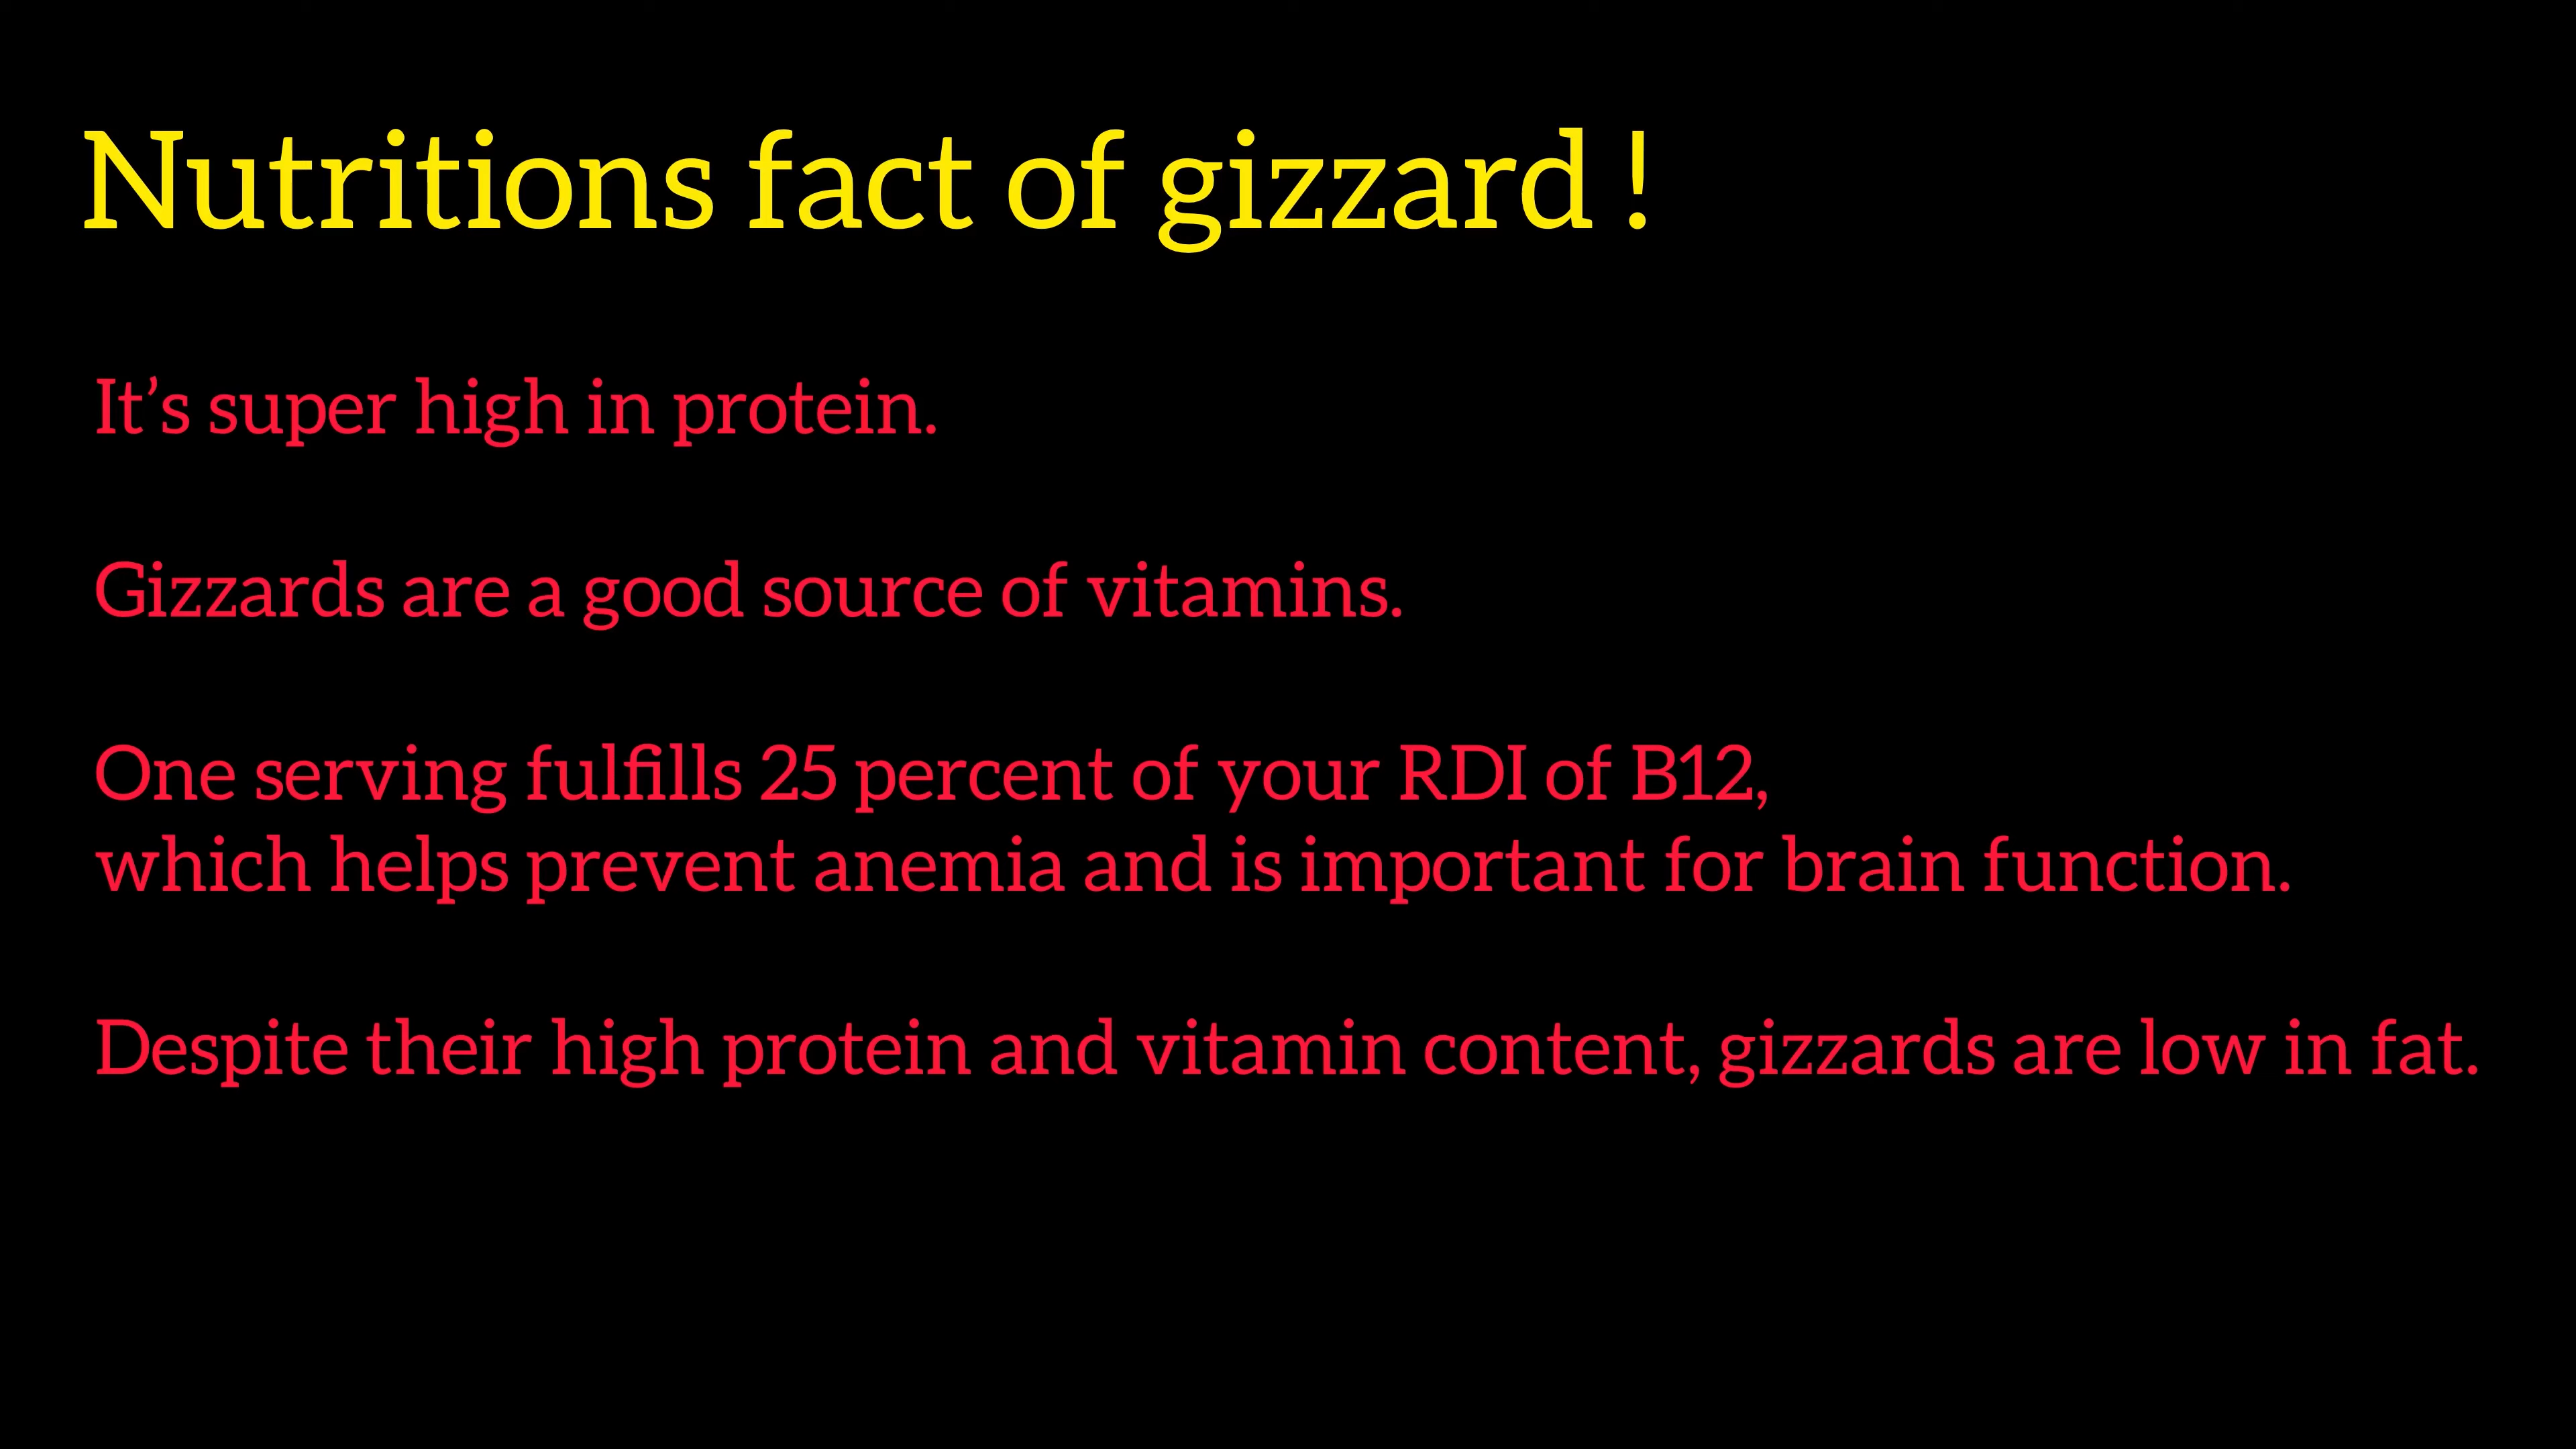 Nutritions fact of gizzard !
It’s super high in protein.
Gizzards are a good source of vitamins.
One serving fulfills 25 percent of your RDI of B12,
which helps prevent anemia and is important for brain function.
Despite their high protein and vitamin content, gizzards are low in fat.